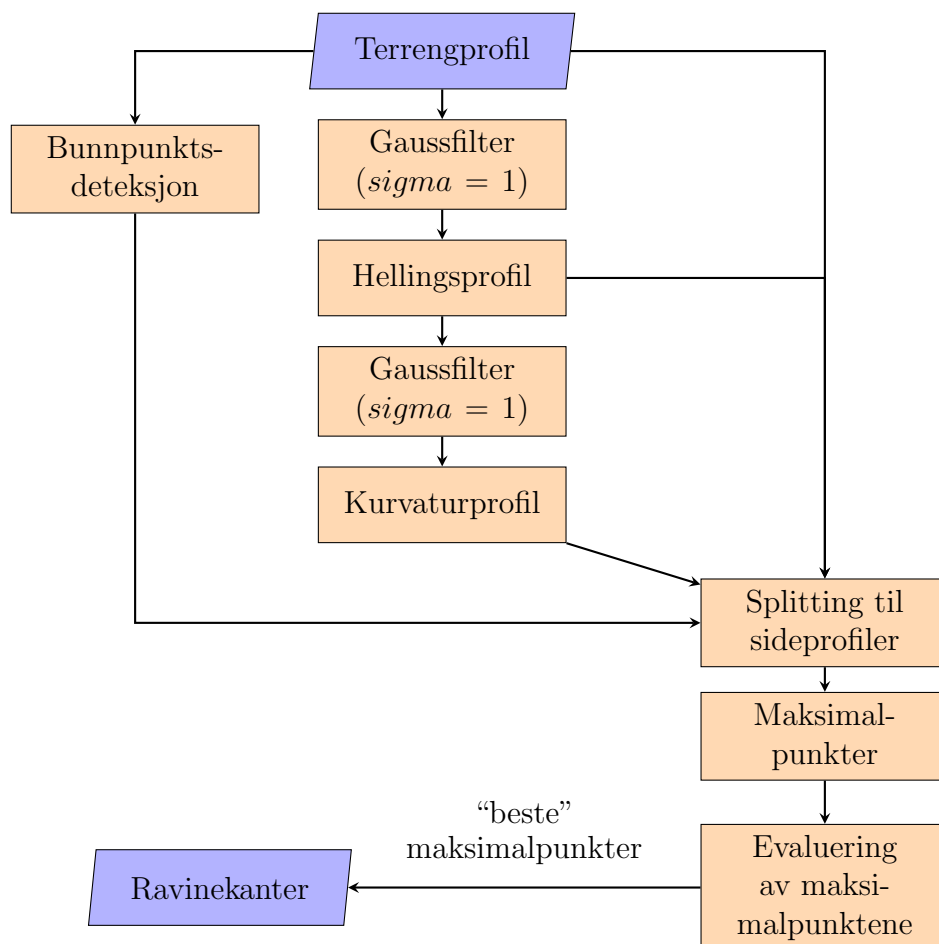 Terrengprofil
Bunnpunkts-
deteksjon
Gaussfilter
(sigma = 1)
Hellingsprofil
Gaussfilter
(sigma = 1)
Kurvaturprofil
Splitting til
sideprofiler
Maksimal-
punkter
“beste”
maksimalpunkter
Evaluering
av maksi-
malpunktene
Ravinekanter